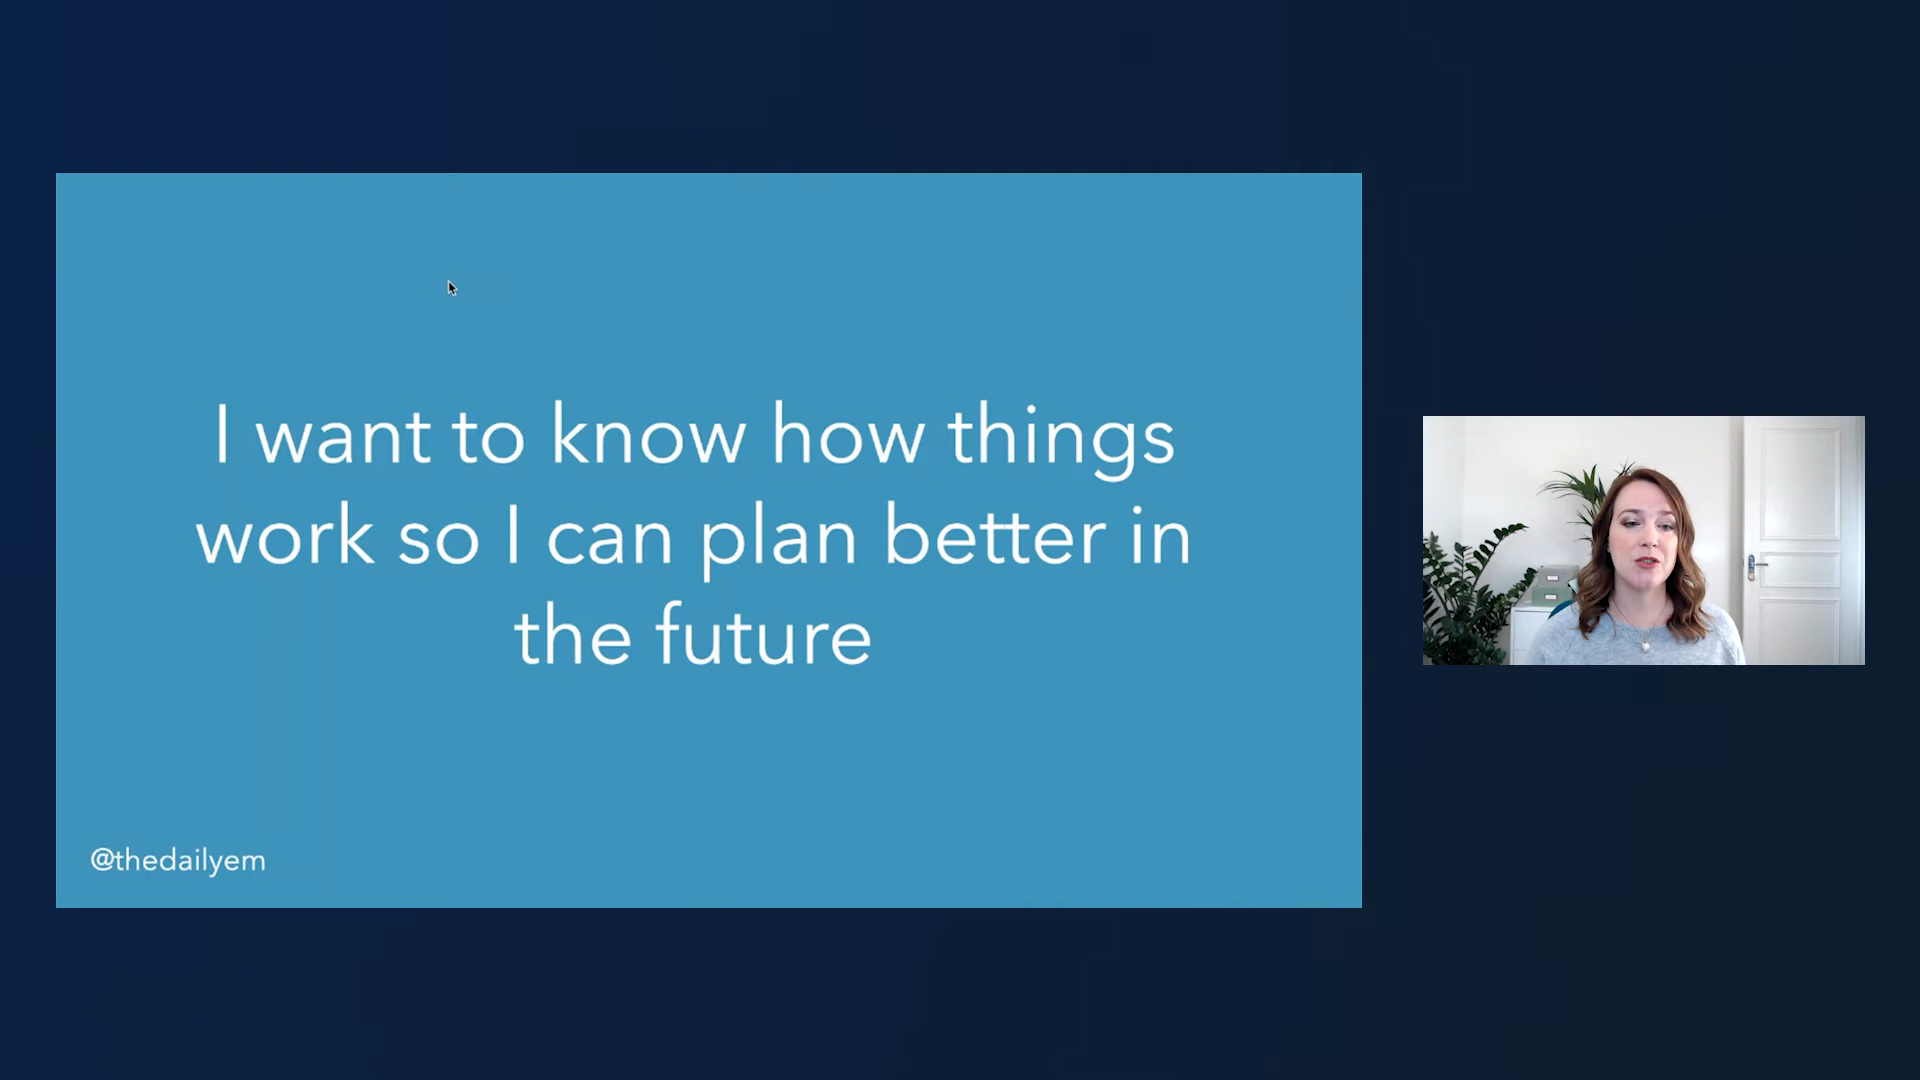 I want to know how things
work so I can plan better in
the future
@thedailyem